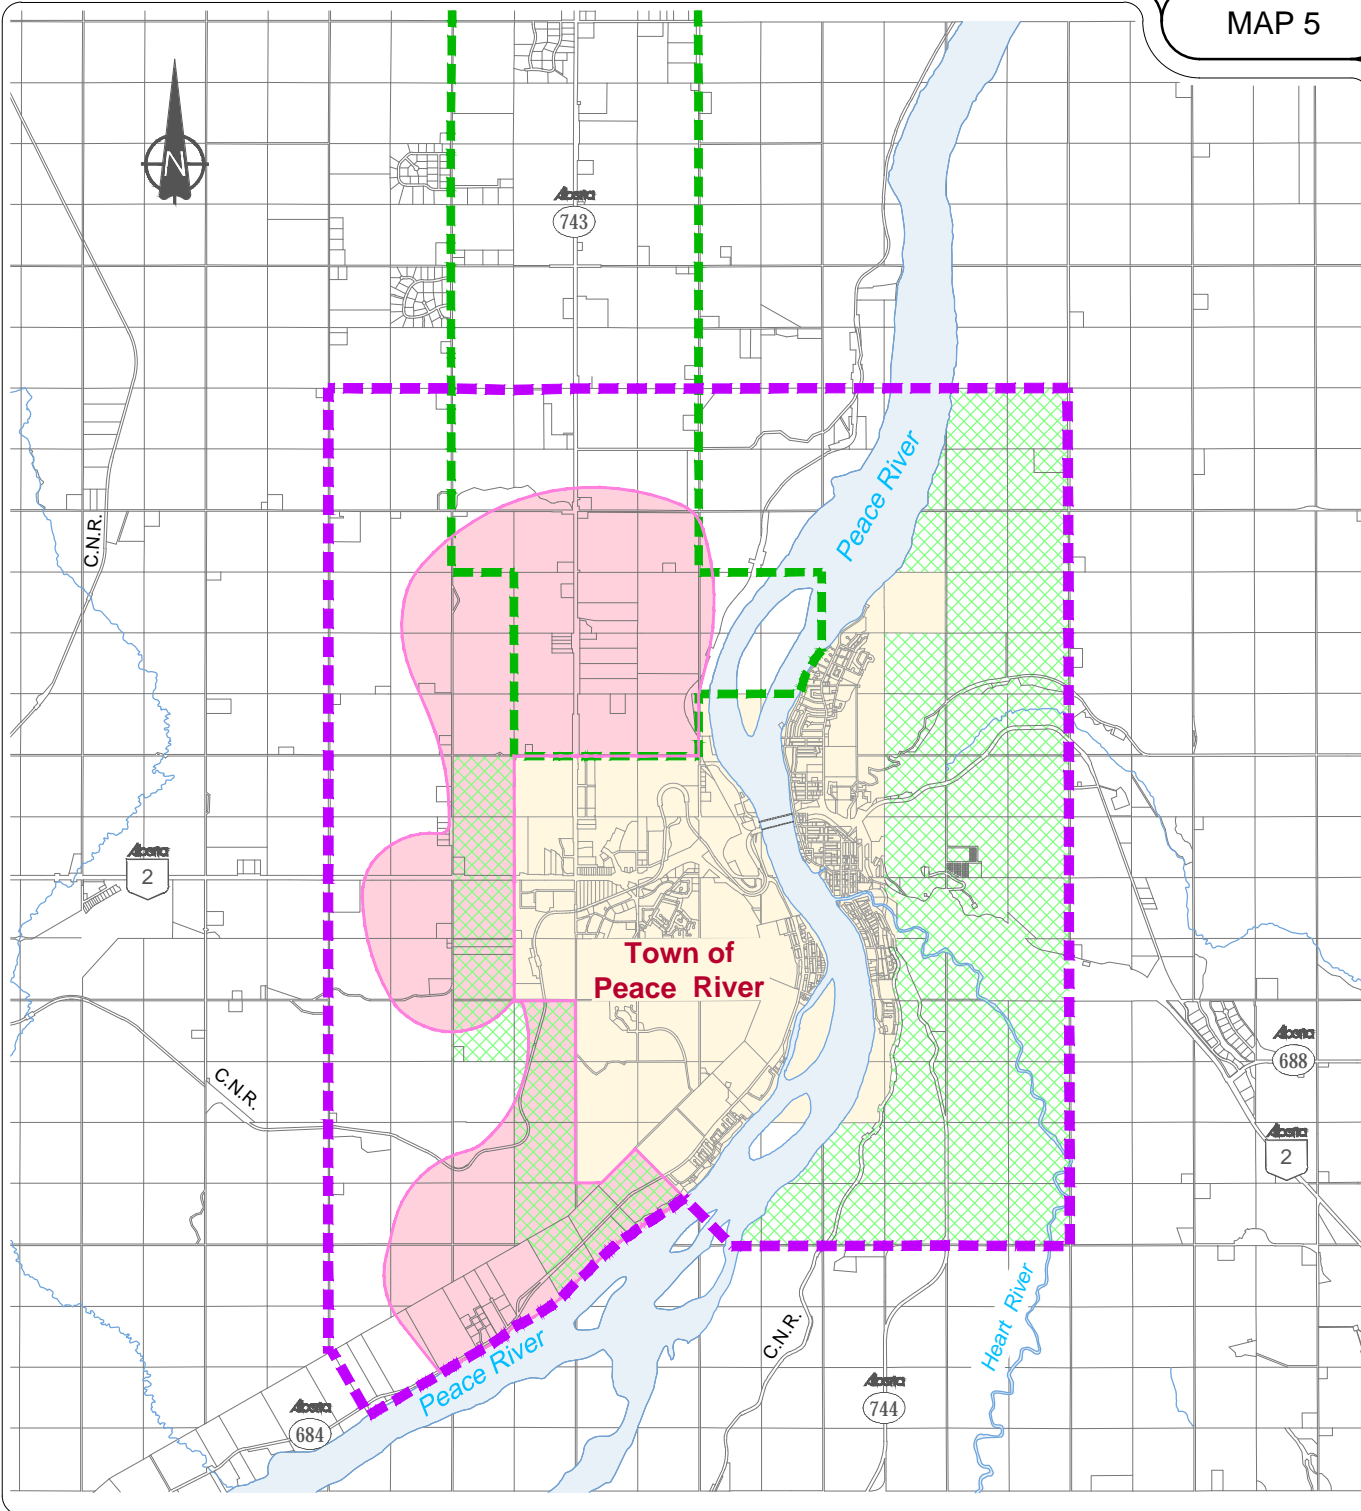 MAP 5
N
Alberta
743
Peace River
C.N.R.
Alberta
2
Town of
Peace River
C.N.R.
Alberta
688
Alberta
2
Heart River
C.N.R.
Peace River
Alberta
744
Alberta
684